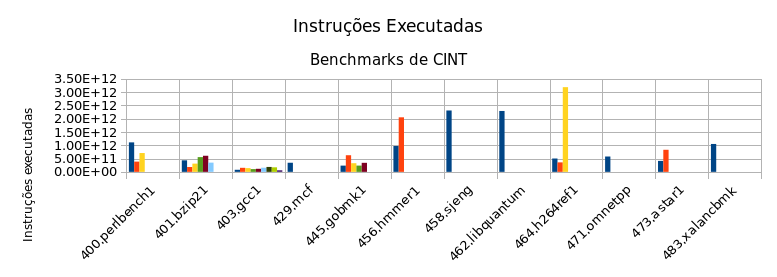 Instruções Executadas
Benchmarks de CINT
Instruções executadas
3.50E+12
3.00E+12
2.50E+12
2.00E+12
1.50E+12
1.00E+12
5.00E+11
0.00E+00
400.perlbench1
401.bzip21
403.gcc1
429.mcf
445.gobmk1
456.hmmer1
458.sjeng
462.libquantum
464.h264ref1
471.omnetpp
473.astar1
483.xalancbmk